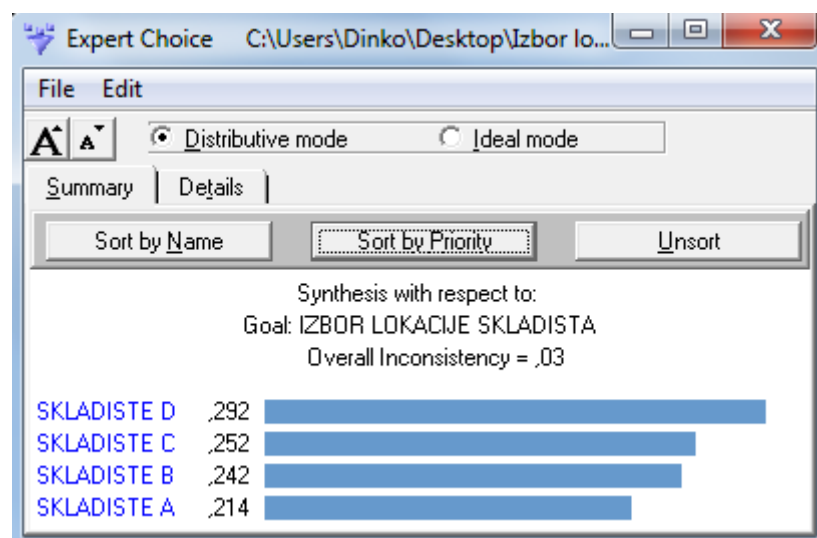 Expert Choice C:\Users\Dinko\Desktop\Izbor lo...
File Edit
A A Distributive mode Ideal mode
Summary Details
Sort by Name Sort by Priority Unsort
Synthesis with respect to:
Goal: IZBOR LOKACIJE SKLADISTA
Overall Inconsistency = ,03
SKLADISTE D ,292
SKLADISTE C ,252
SKLADISTE B ,242
SKLADISTE A ,214